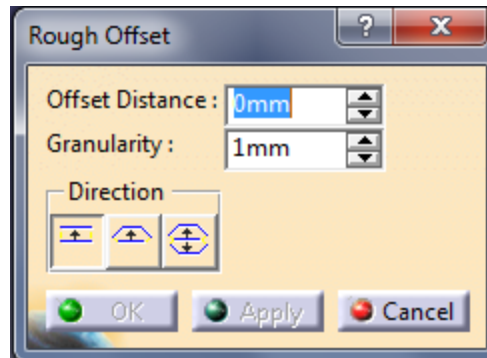 Rough Offset ? X
Offset Distance : 0mm
Granularity : 1mm
Direction
OK Apply Cancel